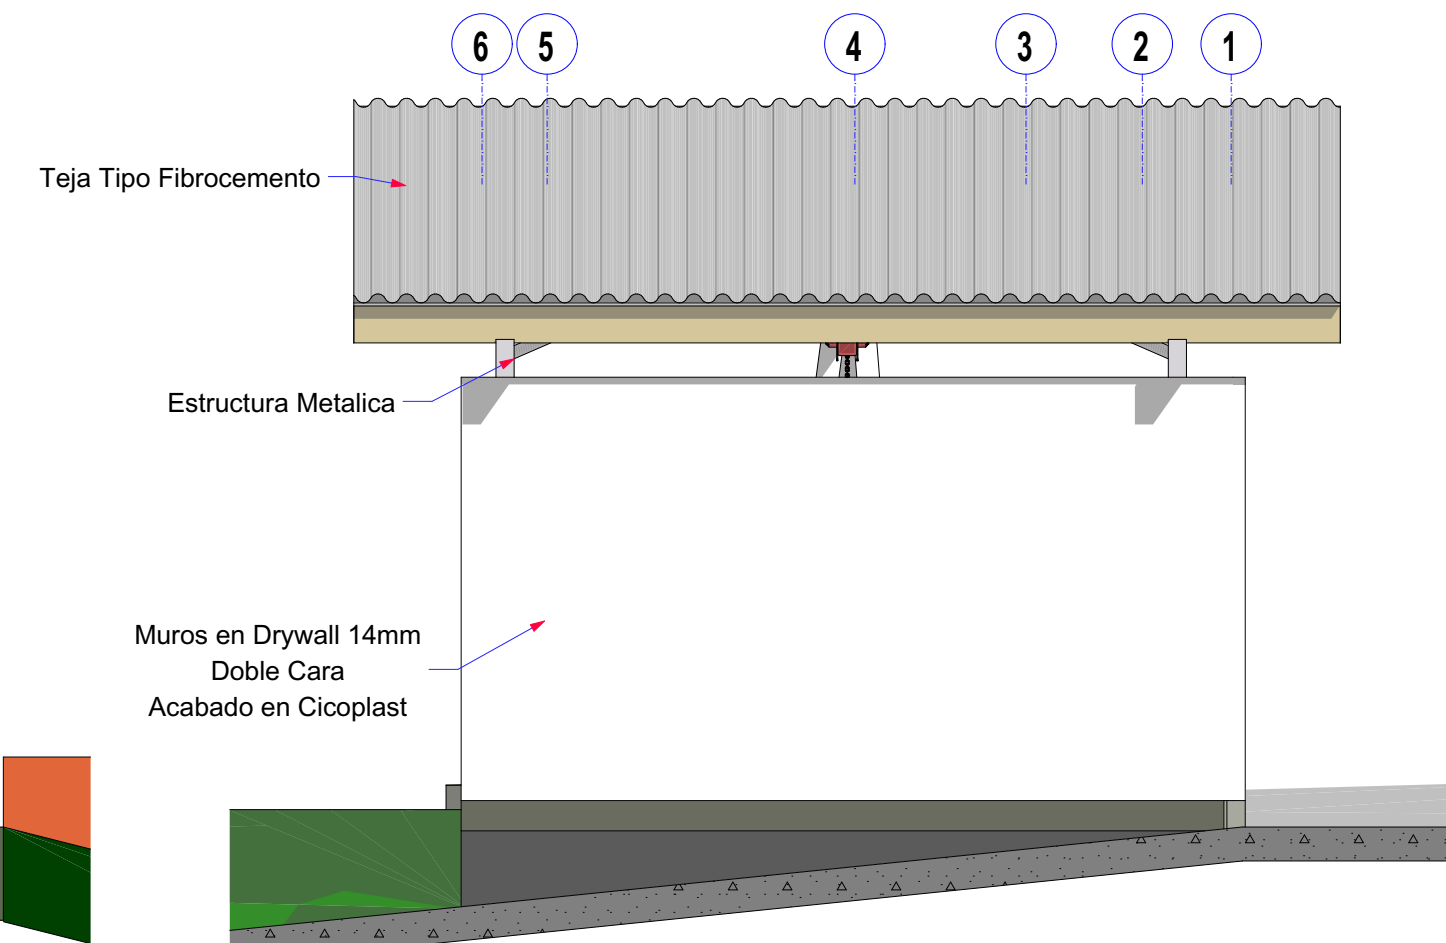 6 5 4 3 2 1
Teja Tipo Fibrocemento
Estructura Metalica
Muros en Drywall 14mm
Doble Cara
Acabado en Cicoplast